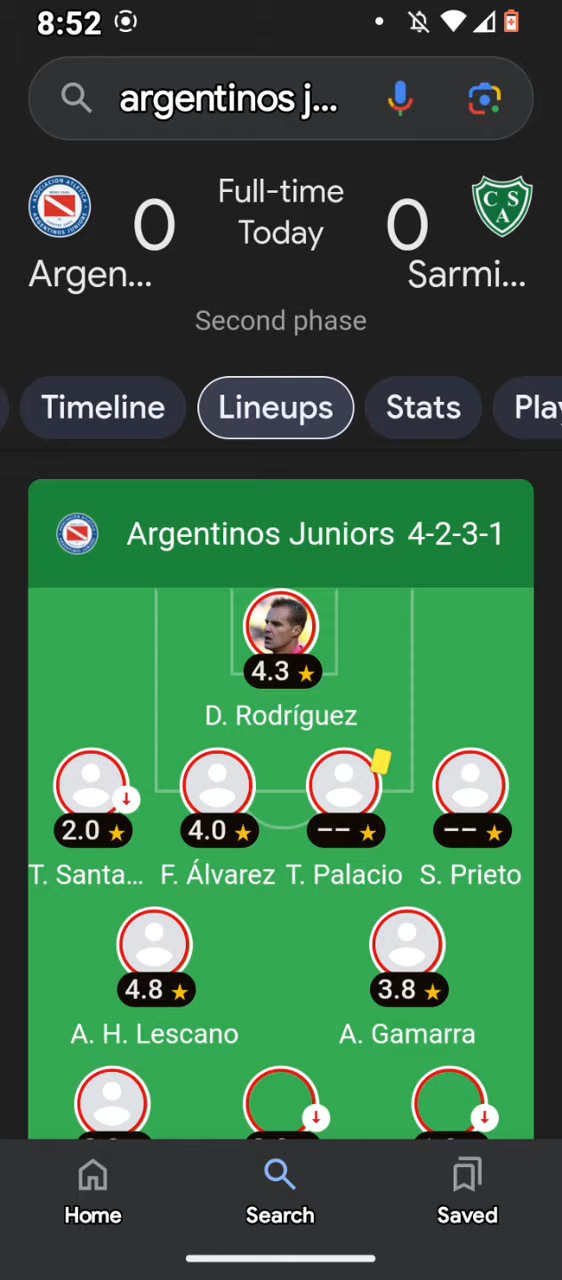 8:52
argentinos j...
0 Full-time 0
Today
Argen... Sarmi...
Second phase
Timeline Lineups Stats Play
Argentinos Juniors 4-2-3-1
4.3
D. Rodríguez
2.0 4.0 -- --
T. Santa... F. Álvarez T. Palacio S. Prieto
4.8 3.8
A. H. Lescano A. Gamarra
Home Search Saved